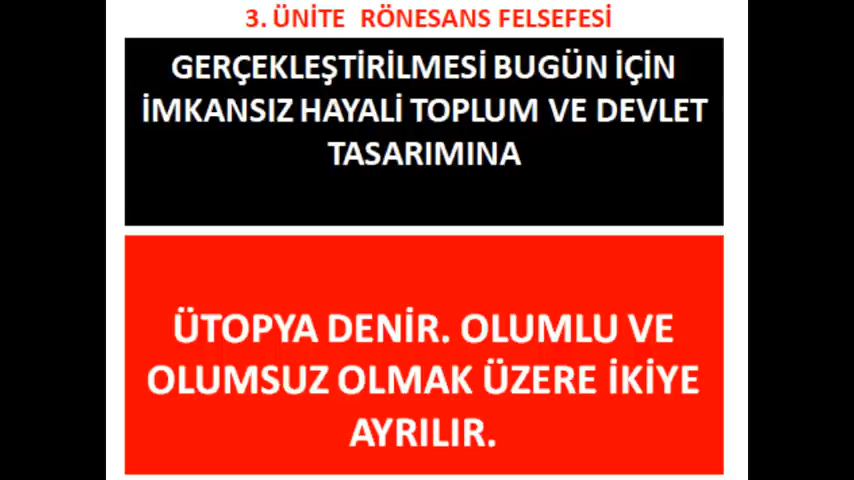 3. ÜNİTE RÖNESANS FELSEFESİ
GERÇEKLEŞTİRİLMESİ BUGÜN İÇİN
İMKANSIZ HAYALİ TOPLUM VE DEVLET
TASARIMINA
ÜTOPYA DENİR. OLUMLU VE
OLUMSUZ OLMAK ÜZERE İKİYE
AYRILIR.